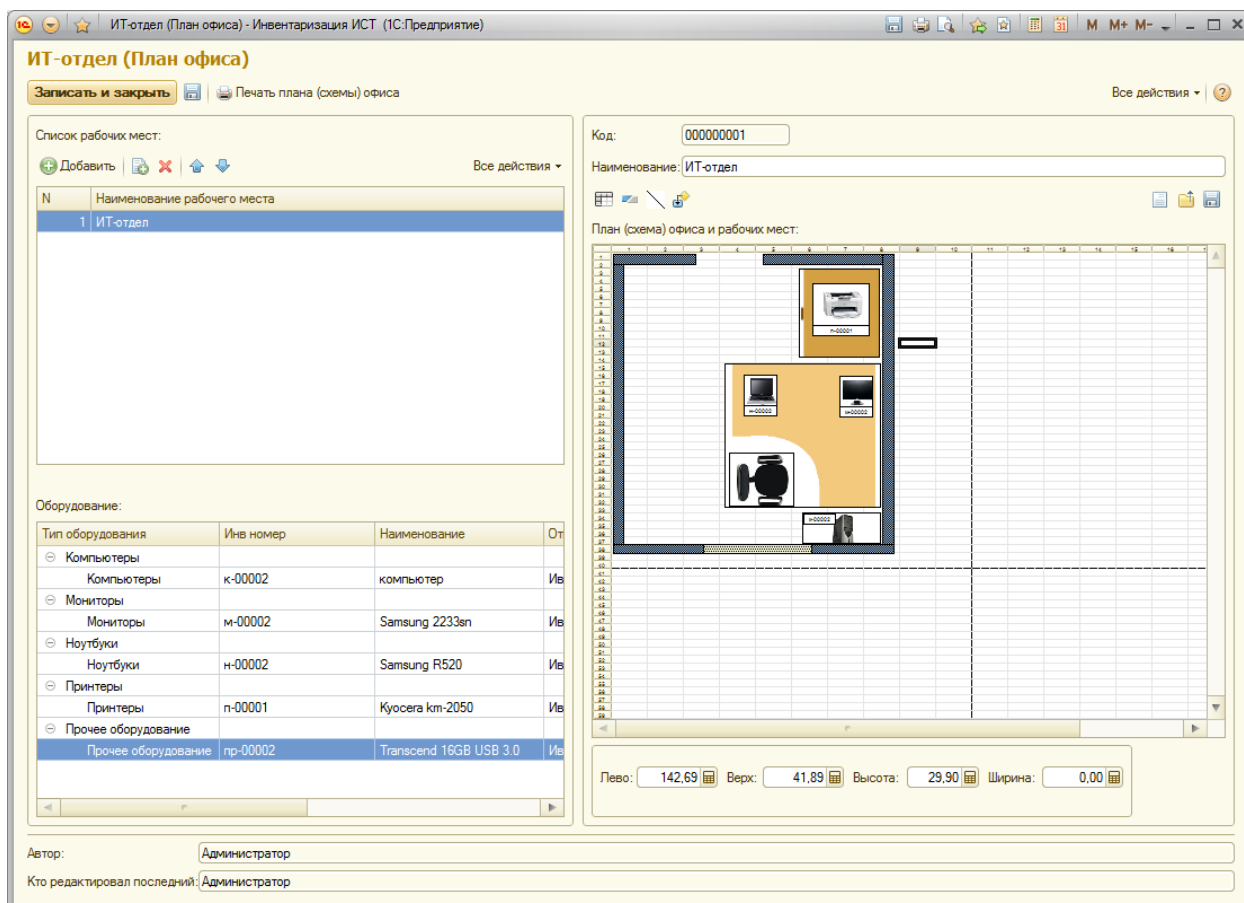 ИТ-отдел (План офиса) - Инвентаризация ИСТ (1С:Предприятие)
M M+ M-
ИТ-отдел (План офиса)
Записать и закрыть Печать плана (схемы) офиса Все действия
Список рабочих мест:
Добавить Все действия
N Наименование рабочего места
1 ИТ-отдел
Оборудование:
Тип оборудования Инв номер Наименование От
Компьютеры
Компьютеры к-00002 компьютер Ив
Мониторы
Мониторы м-00002 Samsung 2233sn Ив
Ноутбуки
Ноутбуки н-00002 Samsung R520 Ив
Принтеры
Принтеры п-00001 Kyocera km-2050 Ив
Прочее оборудование
Прочее оборудование пр-00002 Transcend 16GB USB 3.0 Ив
Код: 000000001
Наименование: ИТ-отдел
План (схема) офиса и рабочих мест:
п-00001
н-00002 м-00002
Лево: 142,69 Верх: 41,89 Высота: 29,90 Ширина: 0,00
Автор: Администратор
Кто редактировал последний: Администратор